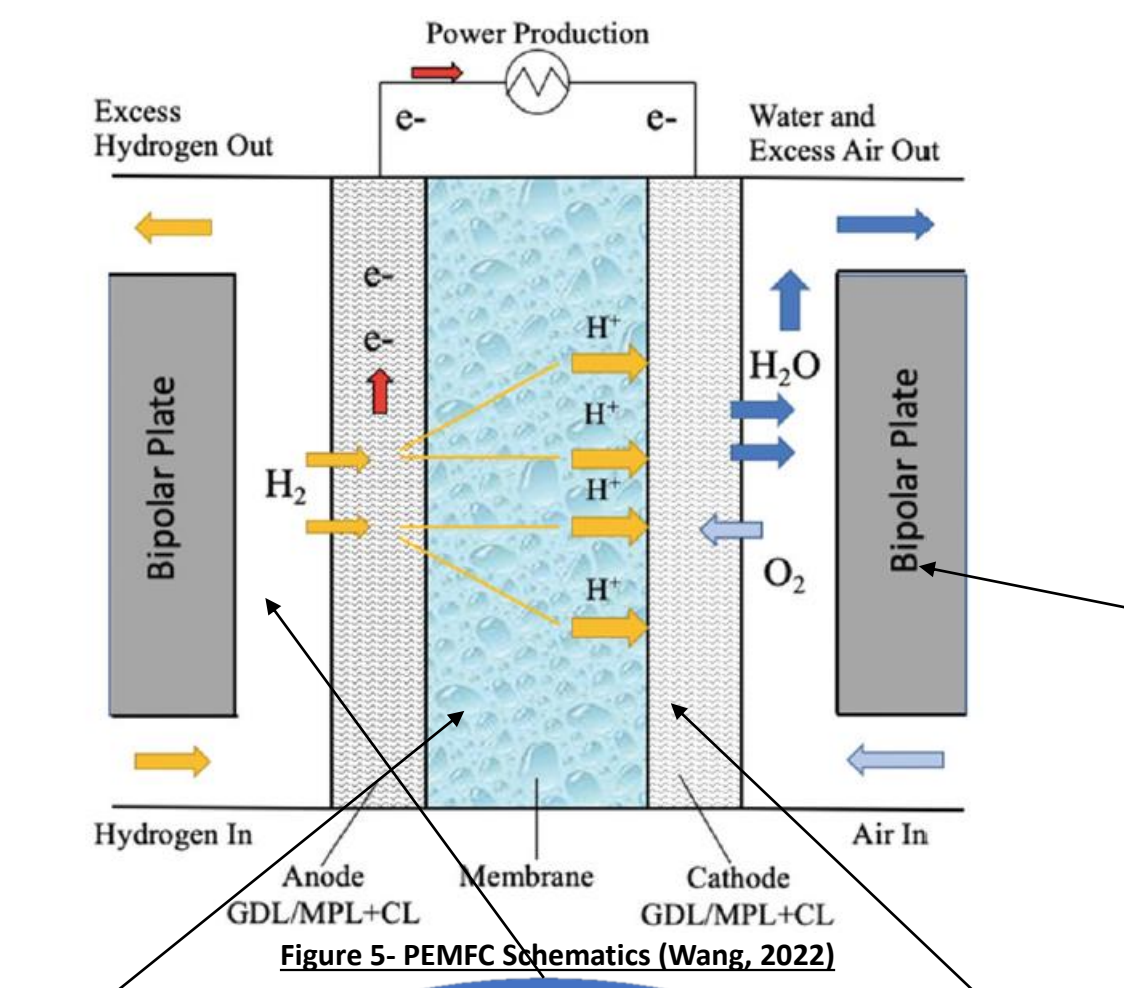 Power Production
Excess
Hydrogen Out
e-
e-
Water and
Excess Air Out
e-
e-
H₂
H⁺
H⁺
H⁺
H⁺
H₂O
O₂
Bipolar Plate
Bipolar Plate
Hydrogen In
Air In
Anode
GDL/MPL+CL
Membrane
Cathode
GDL/MPL+CL
Figure 5- PEMFC Schematics (Wang, 2022)